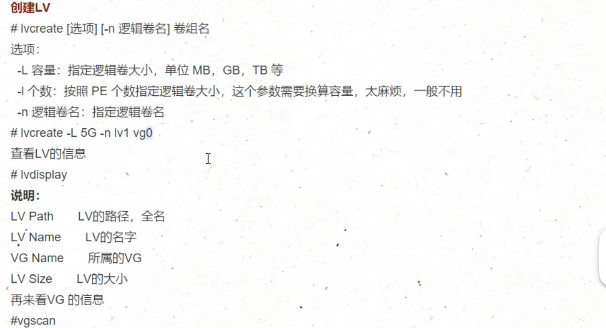 创建LV
# lvcreate [选项] [-n 逻辑卷名] 卷组名
选项：
-L 容量：指定逻辑卷大小，单位 MB，GB，TB 等
-l 个数：按照 PE 个数指定逻辑卷大小，这个参数需要换算容量，太麻烦，一般不用
-n 逻辑卷名：指定逻辑卷名
# lvcreate -L 5G -n lv1 vg0
查看LV的信息
# lvdisplay
说明：
LV Path LV的路径，全名
LV Name LV的名字
VG Name 所属的VG
LV Size LV的大小
再来看VG 的信息
#vgscan